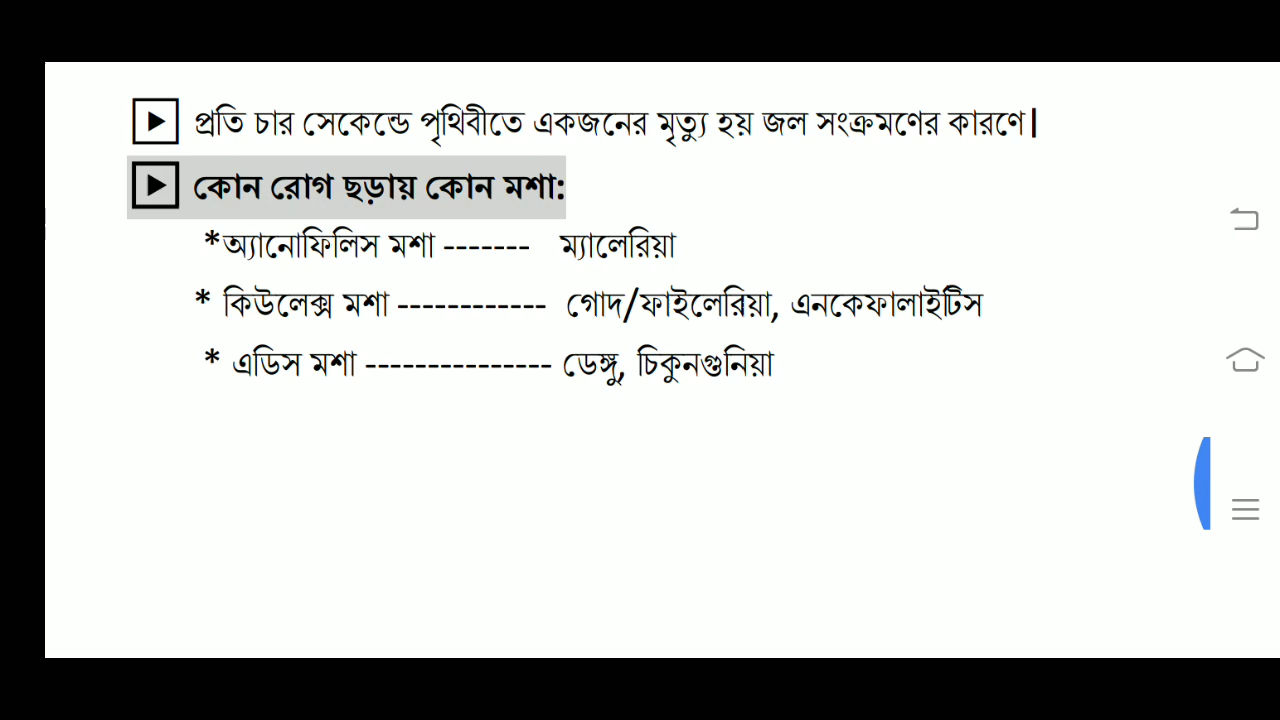 প্রতি চার সেকেন্ডে পৃথিবীতে একজনের মৃত্যু হয় জল সংক্রমণের কারণে।
কোন রোগ ছড়ায় কোন মশা:
*অ্যানোফিলিস মশা ------- ম্যালেরিয়া
* কিউলেক্স মশা ------------ গোদ/ফাইলেরিয়া, এনকেফালাইটিস
* এডিস মশা --------------- ডেঙ্গু, চিকুনগুনিয়া